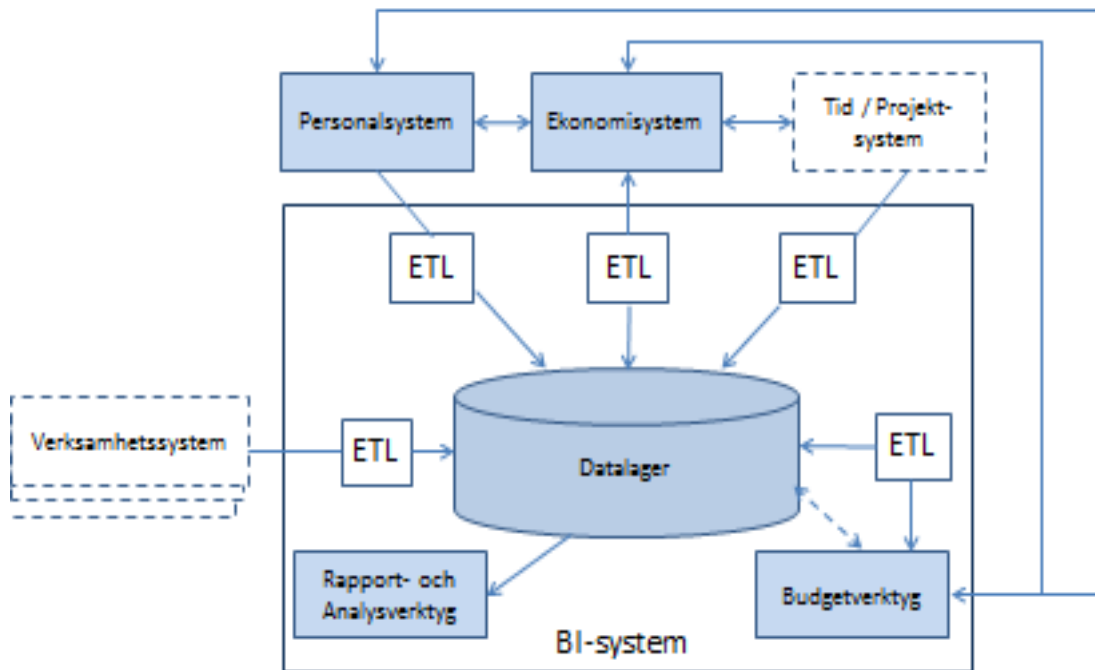 Personalsystem
Ekonomisystem
Tid / Projekt-
system
ETL
ETL
ETL
Verksamhetssystem
ETL
Datalager
ETL
Rapport- och
Analysverktyg
Budgetverktyg
BI-system